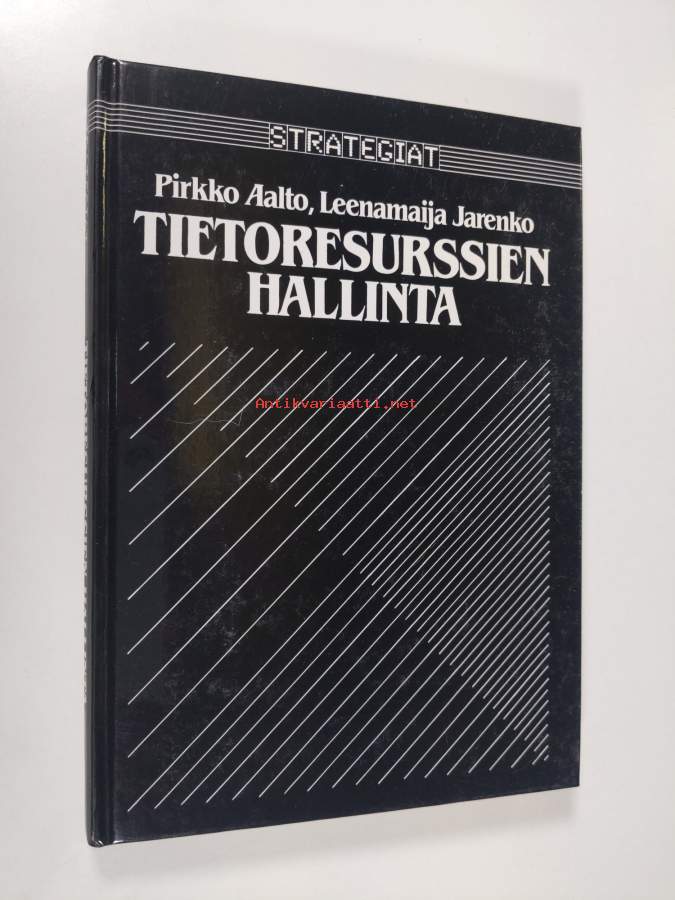 STRATEGIAT
Pirkko Aalto, Leenamaija Jarenko
TIETORESURSSIEN
HALLINTA
Antikvariaatti.net